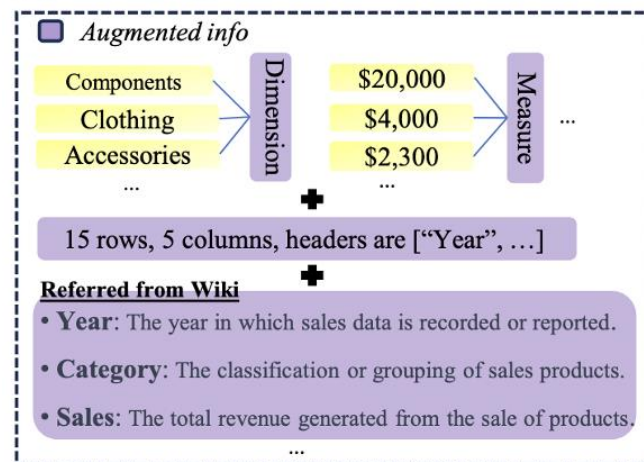 Augmented info
Components
Clothing
Accessories
...
Dimension
$20,000
$4,000
$2,300
...
Measure
...
+
15 rows, 5 columns, headers are [“Year”, …]
+
Referred from Wiki
• Year: The year in which sales data is recorded or reported.
• Category: The classification or grouping of sales products.
• Sales: The total revenue generated from the sale of products.
...